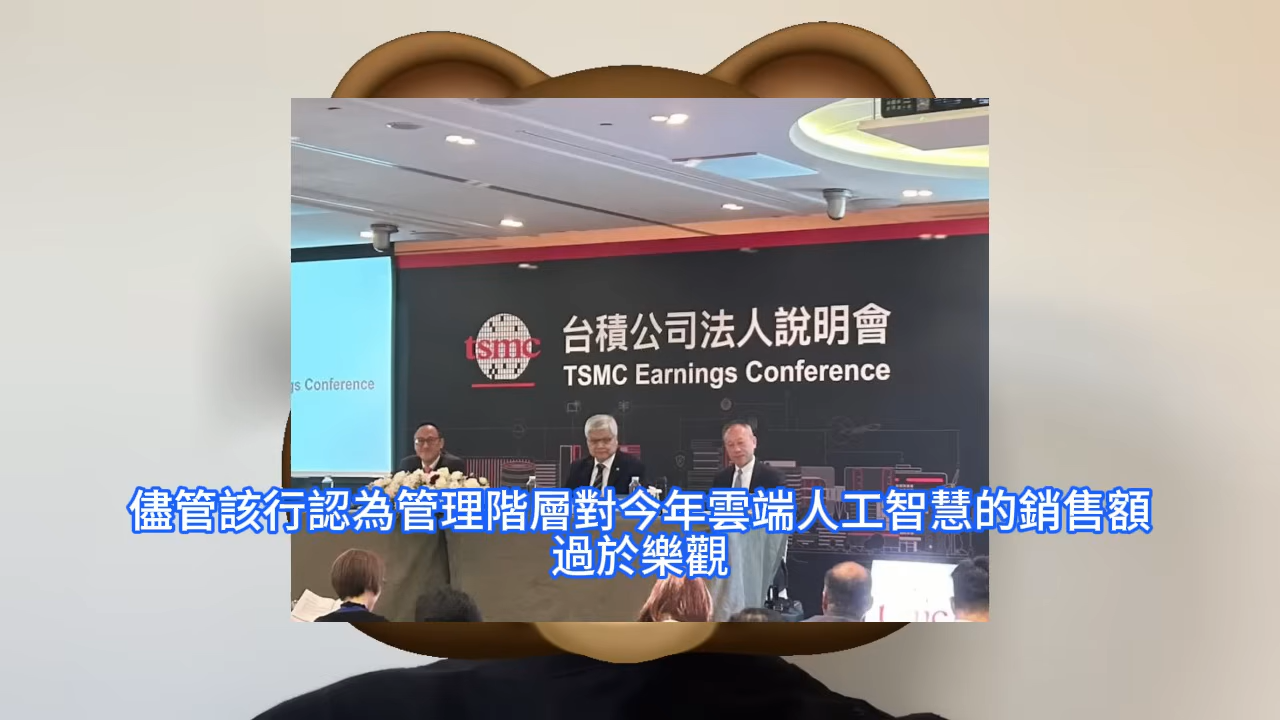 台積公司法人說明會
tsmc
TSMC Earnings Conference
gs Conference
儘管該行認為管理階層對今年雲端人工智慧的銷售額
過於樂觀
tsmc